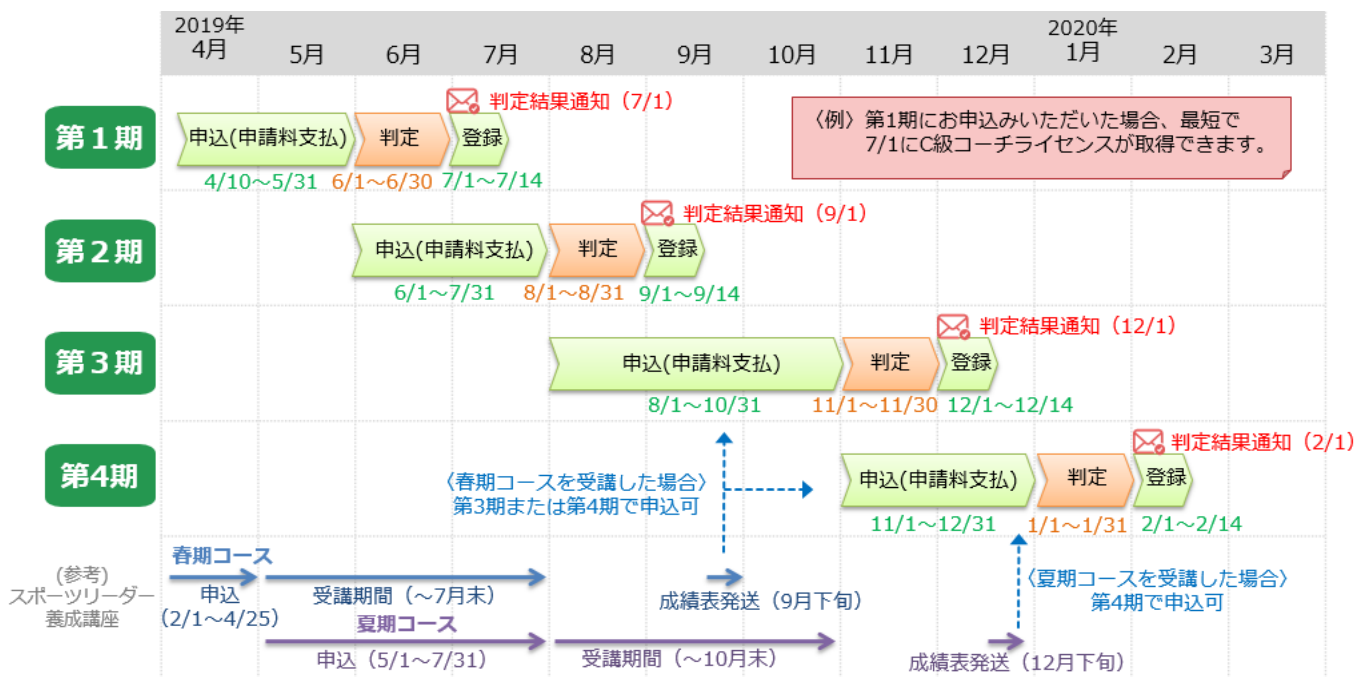 2019年
4月
5月
6月
7月
8月
9月
10月
11月
12月
2020年
1月
2月
3月
第1期
申込(申請料支払)
判定
登録
判定結果通知（7/1）
4/10～5/31
6/1～6/30
7/1～7/14
〈例〉第1期にお申込みいただいた場合、最短で
7/1にC級コーチライセンスが取得できます。
第2期
申込(申請料支払)
判定
登録
判定結果通知（9/1）
6/1～7/31
8/1～8/31
9/1～9/14
第3期
申込(申請料支払)
判定
登録
判定結果通知（12/1）
8/1～10/31
11/1～11/30
12/1～12/14
第4期
〈春期コースを受講した場合〉
第3期または第4期で申込可
申込(申請料支払)
判定
登録
判定結果通知（2/1）
11/1～12/31
1/1～1/31
2/1～2/14
(参考)
スポーツリーダー
養成講座
春期コース
申込
（2/1～4/25）
受講期間（～7月末）
成績表発送（9月下旬）
〈夏期コースを受講した場合〉
第4期で申込可
夏期コース
申込（5/1～7/31）
受講期間（～10月末）
成績表発送（12月下旬）